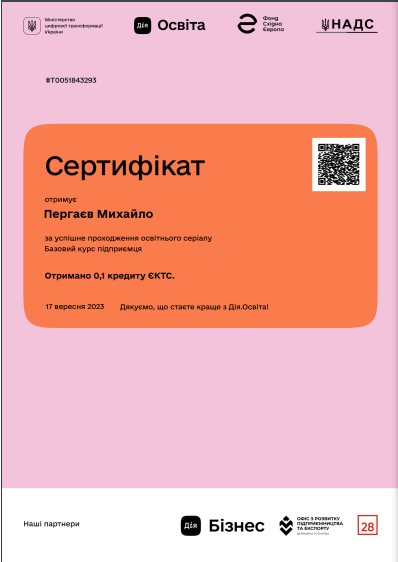 Міністерство
цифрової трансформації
України
Дія Освіта
Фонд
Східна
Європа
НАДС
#T0051843293
Сертифікат
отримує
Пергаєв Михайло
за успішне проходження освітнього серіалу
Базовий курс підприємця
Отримано 0,1 кредиту ЄКТС.
17 вересня 2023 Дякуємо, що стаєте краще з Дія.Освіта!
Наші партнери
Дія Бізнес
ОФІС З РОЗВИТКУ
ПІДПРИЄМНИЦТВА
ТА ЕКСПОРТУ
ДЕРЖАВНА УСТАНОВА
28